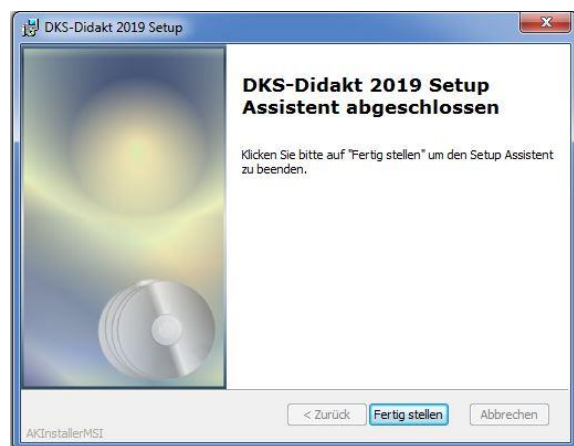 DKS-Didakt 2019 Setup
DKS-Didakt 2019 Setup
Assistent abgeschlossen
Klicken Sie bitte auf "Fertig stellen" um den Setup Assistent
zu beenden.
< Zurück Fertig stellen Abbrechen
AKInstallerMSI